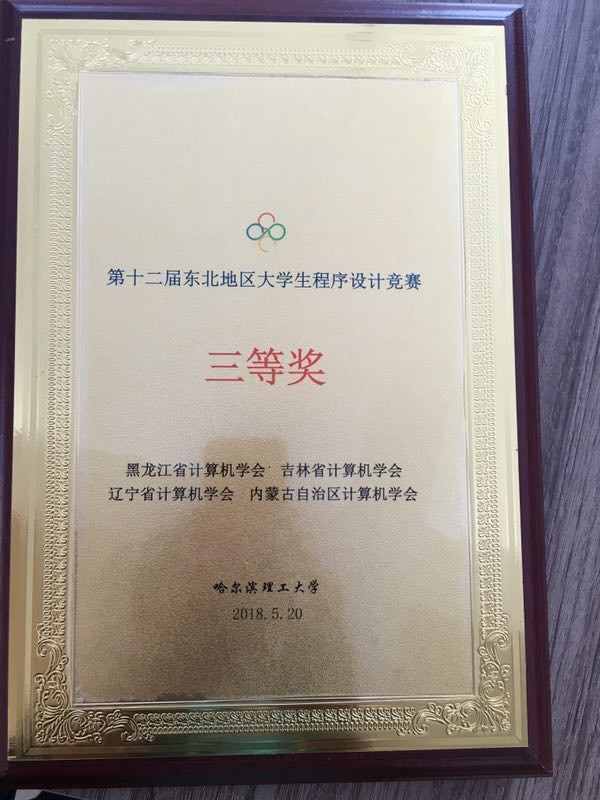 第十二届东北地区大学生程序设计竞赛
三等奖
黑龙江省计算机学会 吉林省计算机学会
辽宁省计算机学会 内蒙古自治区计算机学会
哈尔滨理工大学
2018.5.20